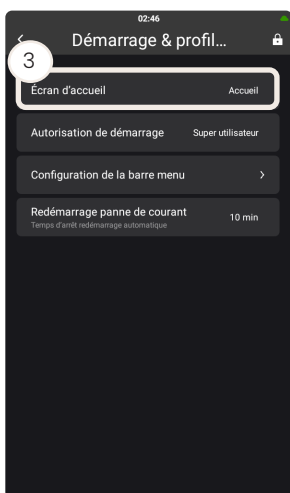 02:46
Démarrage & profil...
3
Écran d'accueil Accueil
Autorisation de démarrage Super utilisateur
Configuration de la barre menu
Redémarrage panne de courant 10 min
Temps d'arrêt redémarrage automatique